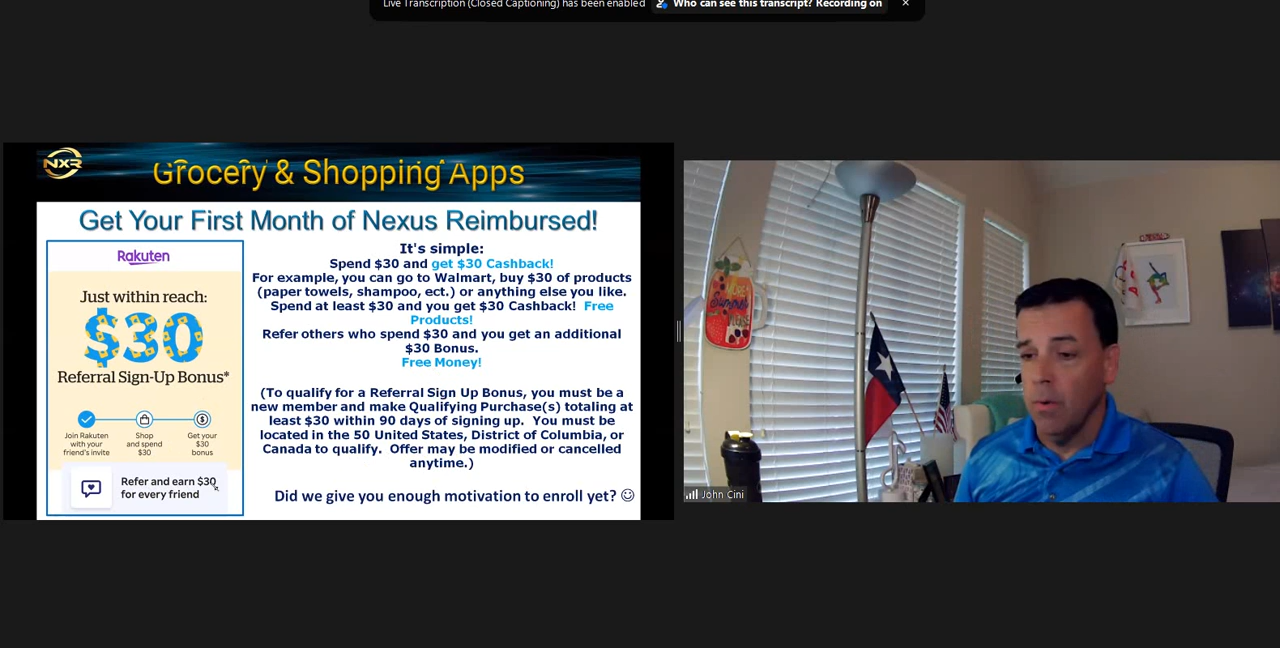 Live Transcription (Closed Captioning) has been enabled
Who can see this transcript? Recording on
NXR
Grocery & Shopping Apps
Get Your First Month of Nexus Reimbursed!
Rakuten
Just within reach:
$30
Referral Sign-Up Bonus*
Join Rakuten
with your
friend's invite
Shop
and spend
$30
Get your
$30
bonus
Refer and earn $30
for every friend
It's simple:
Spend $30 and get $30 Cashback!
For example, you can go to Walmart, buy $30 of products
(paper towels, shampoo, ect.) or anything else you like.
Spend at least $30 and you get $30 Cashback! Free
Products!
Refer others who spend $30 and you get an additional
$30 Bonus.
Free Money!
(To qualify for a Referral Sign Up Bonus, you must be a
new member and make Qualifying Purchase(s) totaling at
least $30 within 90 days of signing up. You must be
located in the 50 United States, District of Columbia, or
Canada to qualify. Offer may be modified or cancelled
anytime.)
Did we give you enough motivation to enroll yet? ☺
Summer
John Cini